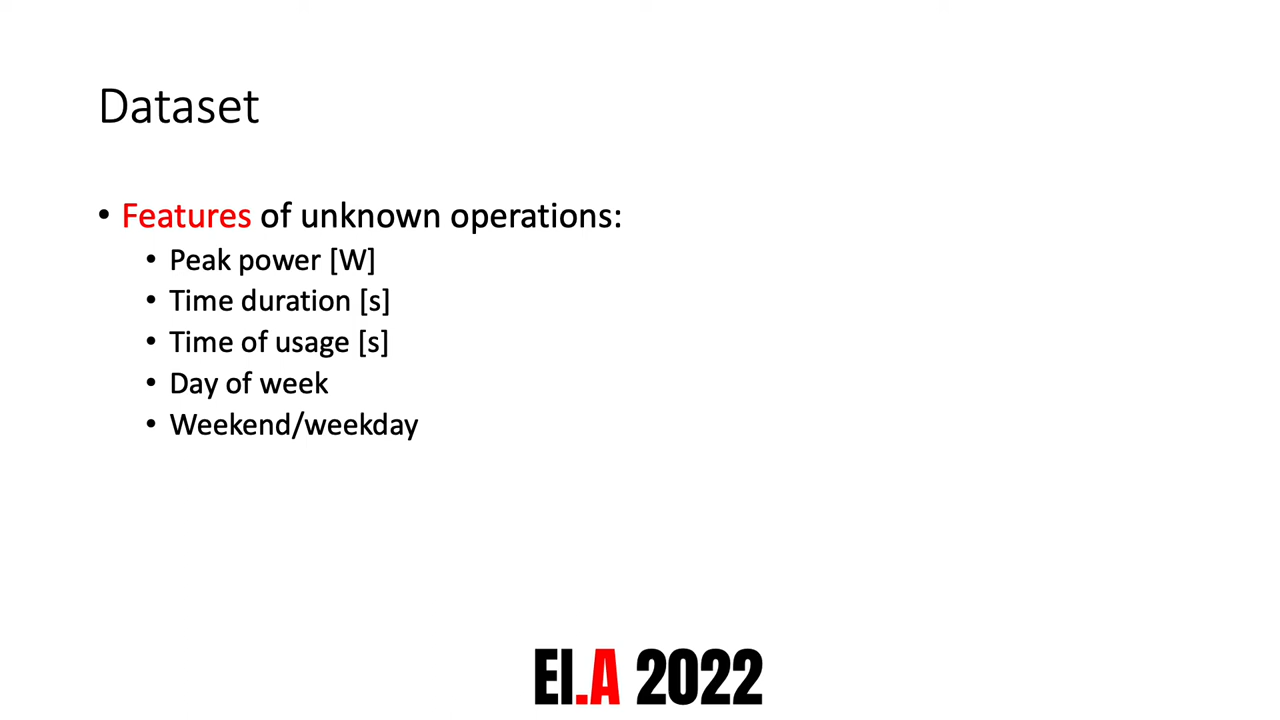 Dataset
• Features of unknown operations:
• Peak power [W]
• Time duration [s]
• Time of usage [s]
• Day of week
• Weekend/weekday
EI.A 2022